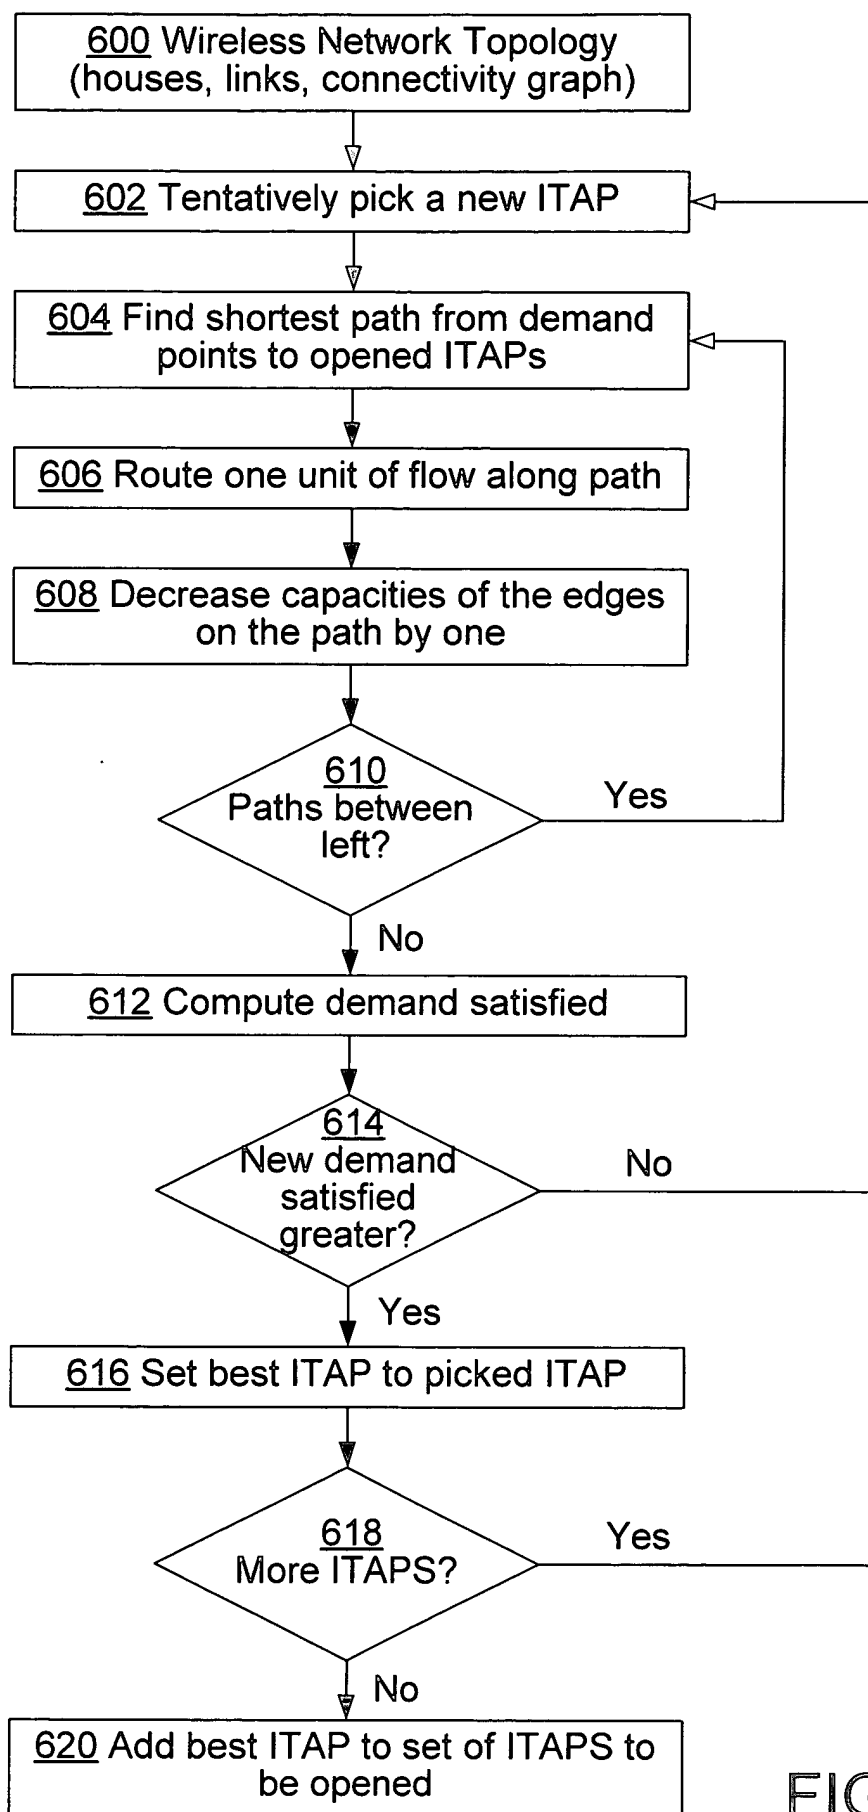 600 Wireless Network Topology
(houses, links, connectivity graph)
602 Tentatively pick a new ITAP
604 Find shortest path from demand
points to opened ITAPs
606 Route one unit of flow along path
608 Decrease capacities of the edges
on the path by one
610
Paths between
left?
Yes
No
612 Compute demand satisfied
614
New demand
satisfied
greater?
No
Yes
616 Set best ITAP to picked ITAP
618
More ITAPS?
Yes
No
620 Add best ITAP to set of ITAPS to
be opened
FIG